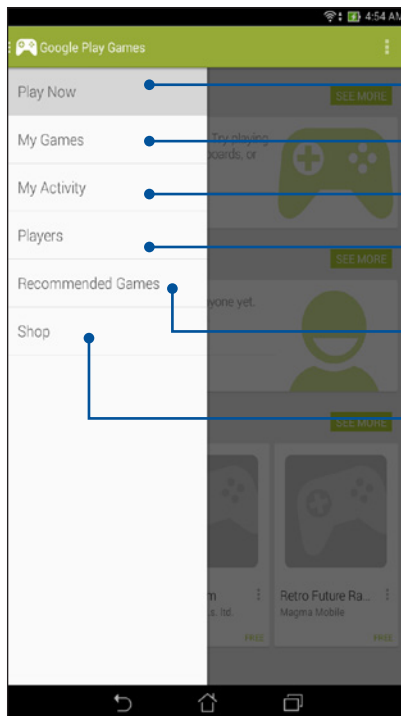 4:54 AM
Google Play Games
Play Now
SEE MORE
My Games
Try playing
boards, or
My Activity
Players
SEE MORE
Recommended Games
yone yet.
Shop
SEE MORE
m
s. ltd.
FREE
Retro Future Ra...
Magma Mobile
FREE